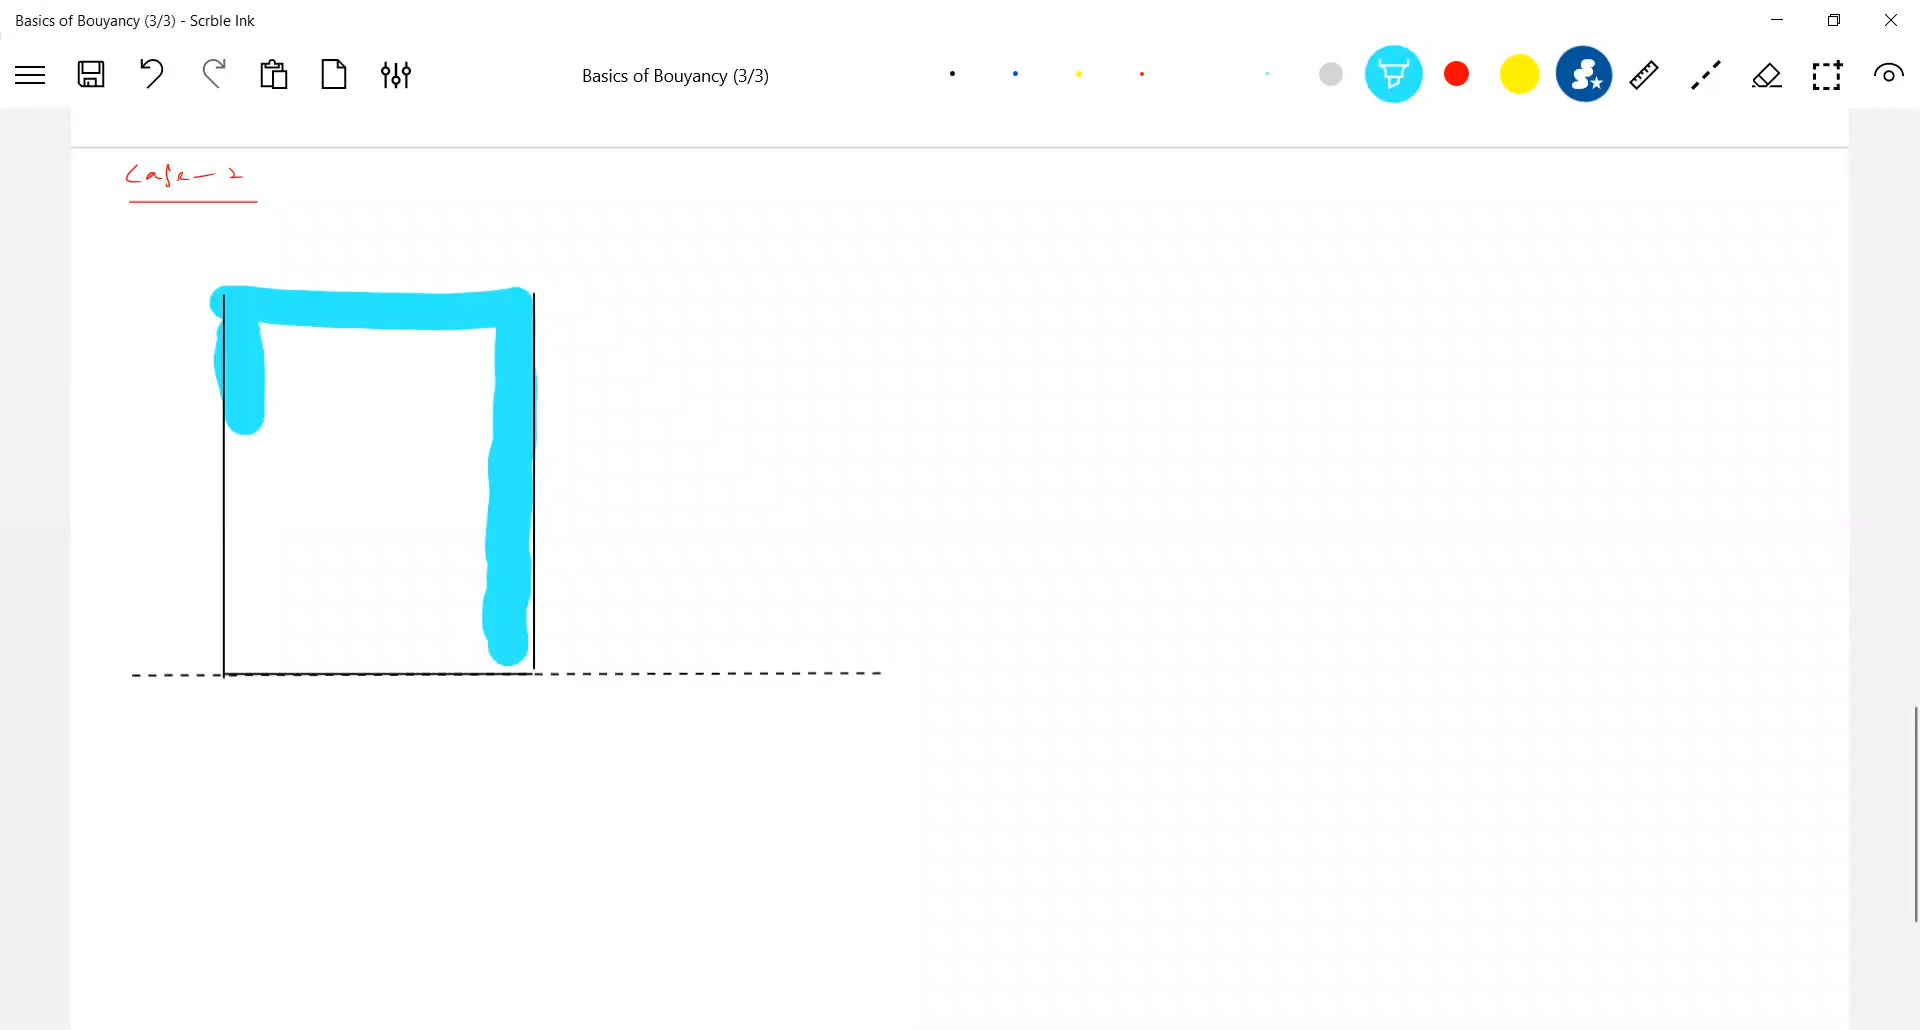 Basics of Bouyancy (3/3) - Scrble Ink
Basics of Bouyancy (3/3)
Case-2